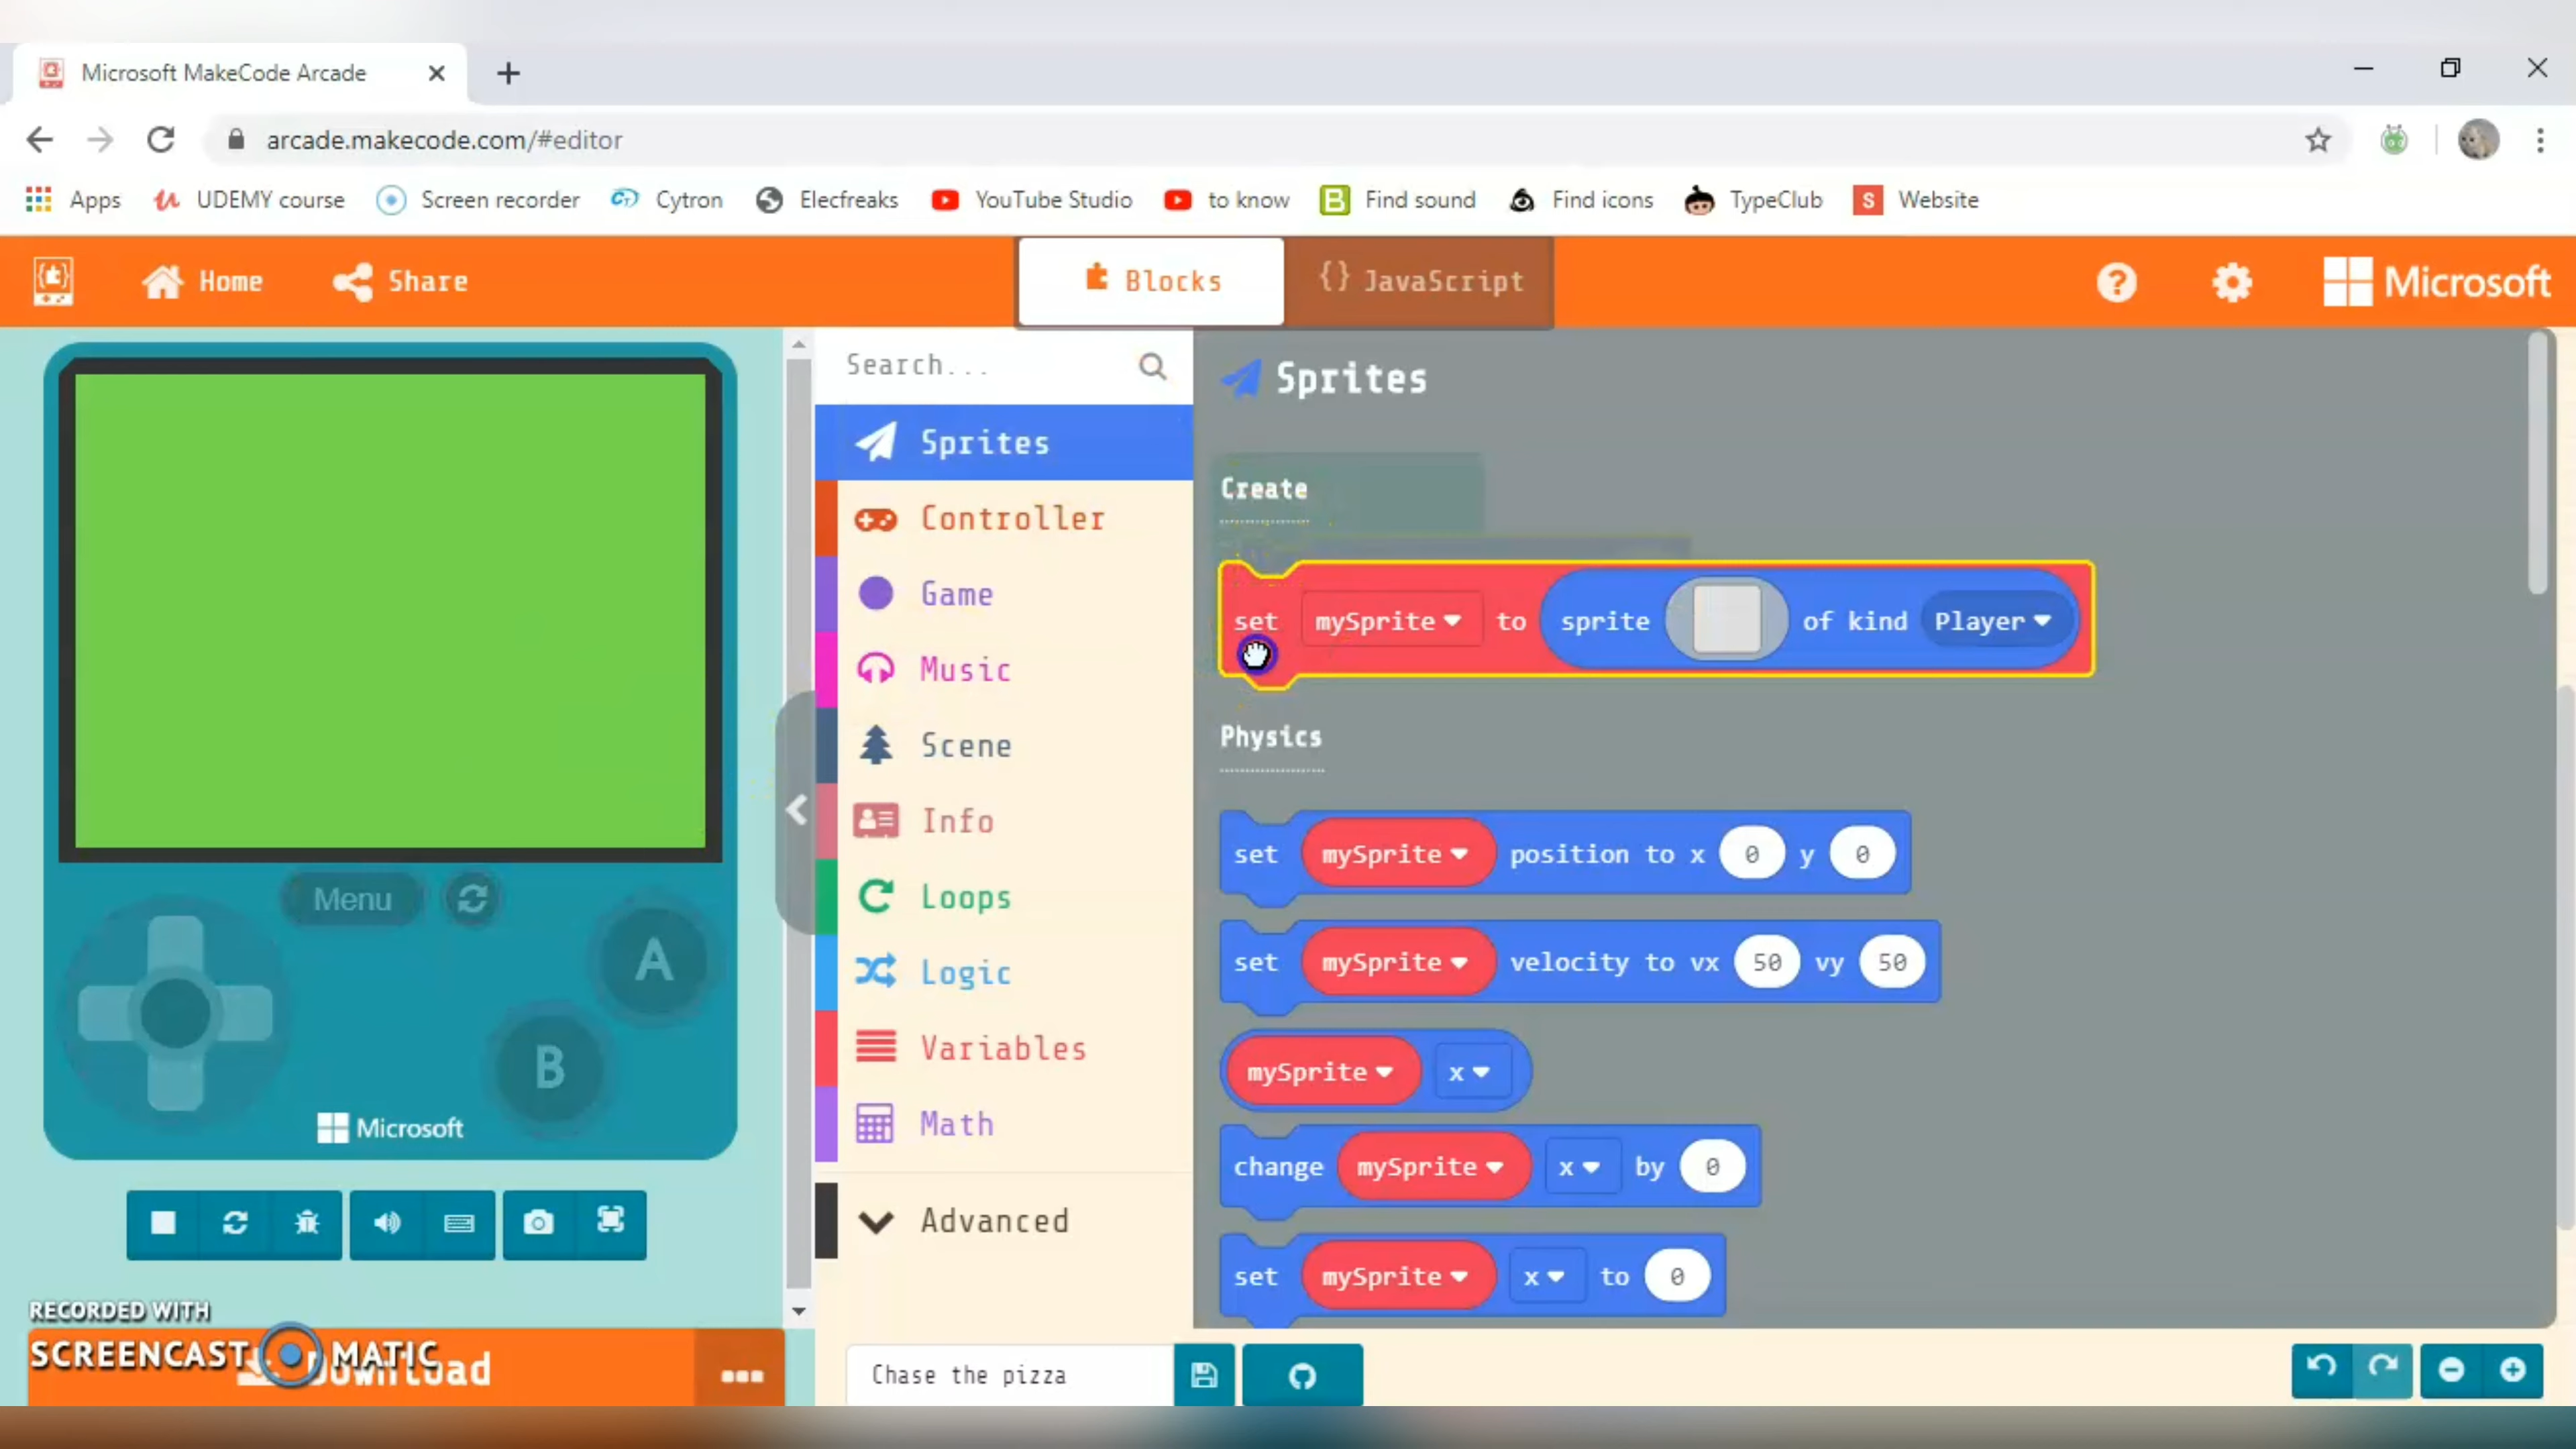 Microsoft MakeCode Arcade
arcade.makecode.com/#editor
Apps UDEMY course Screen recorder Cytron Elecfreaks YouTube Studio to know Find sound Find icons TypeClub Website
Home Share Blocks {} JavaScript Microsoft
Search...
Sprites
Controller
Game
Music
Scene
Info
Loops
Logic
Variables
Math
Advanced
Sprites
Create
set mySprite to sprite of kind Player
Physics
set mySprite position to x 0 y 0
set mySprite velocity to vx 50 vy 50
mySprite x
change mySprite x by 0
set mySprite x to 0
Menu
A
B
Microsoft
RECORDED WITH
SCREENCAST MATIC
Download
Chase the pizza